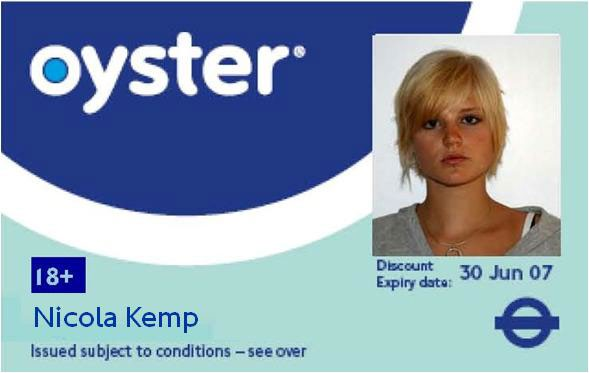 oyster®
Discount
Expiry date: 30 Jun 07
18+
Nicola Kemp
Issued subject to conditions – see over